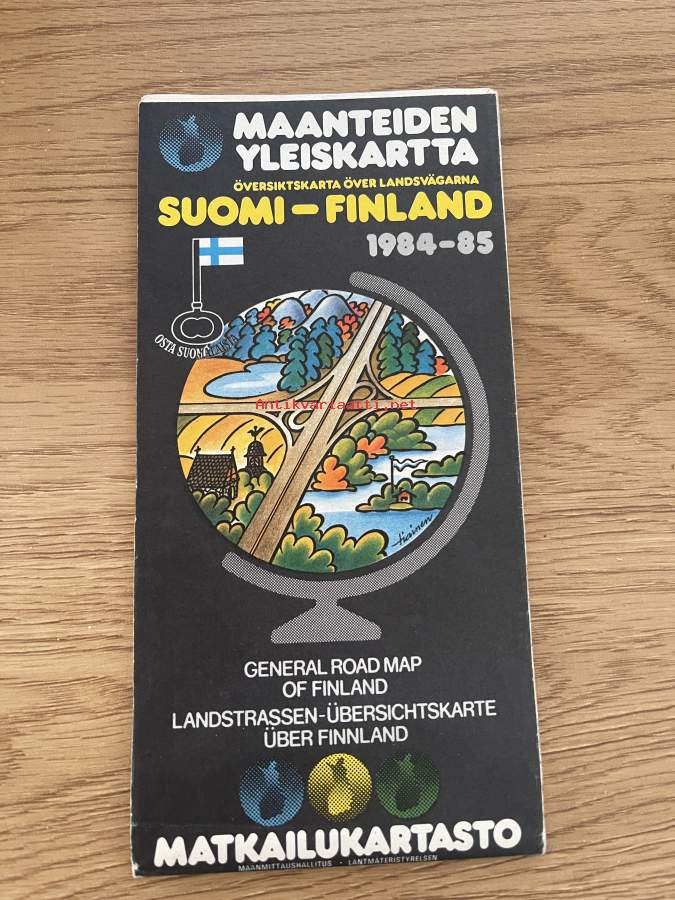 MAANTEIDEN
YLEISKARTTA
ÖVERSIKTSKARTA ÖVER LANDSVÄGARNA
SUOMI–FINLAND
1984–85
OSTA SUOMALAISTA
Antikvariaatti.net
Hainen
GENERAL ROAD MAP
OF FINLAND
LANDSTRASSEN-ÜBERSICHTSKARTE
ÜBER FINNLAND
MATKAILUKARTASTO
MAANMITTAUSHALLITUS · LANTMÄTERISTYRELSEN